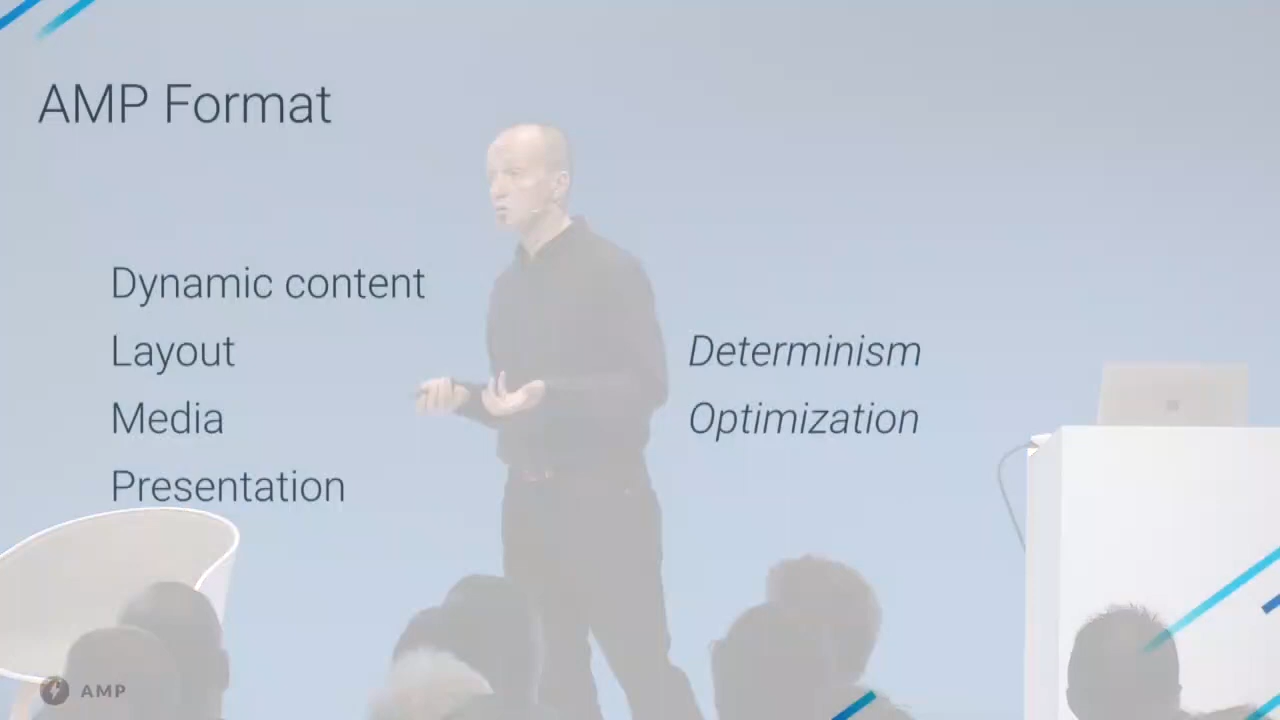 AMP Format
Dynamic content
Layout
Determinism
Media
Optimization
Presentation
AMP